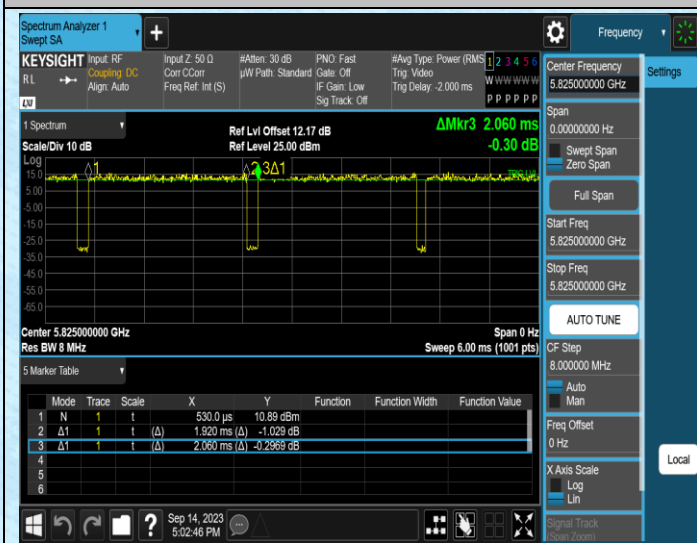 Spectrum Analyzer 1
Swept SA
Frequency
KEYSIGHT
RL
Input: RF
Coupling: DC
Align: Auto
Input Z: 50 Ω
Corr CCorr
Freq Ref: Int (S)
#Atten: 30 dB
µW Path: Standard
PNO: Fast
Gate: Off
IF Gain: Low
Sig Track: Off
#Avg Type: Power (RMS
Trig: Video
Trig Delay: -2.000 ms
1 2 3 4 5 6
W W W W W W
P P P P P P
1 Spectrum
Scale/Div 10 dB
Ref Lvl Offset 12.17 dB
Ref Level 25.00 dBm
ΔMkr3 2.060 ms
-0.30 dB
Log
15.0
5.00
-5.00
-15.0
-25.0
-35.0
-45.0
-55.0
-65.0
1
3Δ1
Center 5.825000000 GHz
Res BW 8 MHz
Span 0 Hz
Sweep 6.00 ms (1001 pts)
5 Marker Table
Mode Trace Scale X Y Function Function Width Function Value
1 N 1 t 530.0 µs 10.89 dBm
2 Δ1 1 t (Δ) 1.920 ms (Δ) -1.029 dB
3 Δ1 1 t (Δ) 2.060 ms (Δ) -0.2969 dB
4
5
6
Sep 14, 2023
5:02:46 PM
Center Frequency
5.825000000 GHz
Span
0.00000000 Hz
Swept Span
Zero Span
Full Span
Start Freq
5.825000000 GHz
Stop Freq
5.825000000 GHz
AUTO TUNE
CF Step
8.000000 MHz
Auto
Man
Freq Offset
0 Hz
X Axis Scale
Log
Lin
Signal Track
(Span Zoom)
Settings
Local